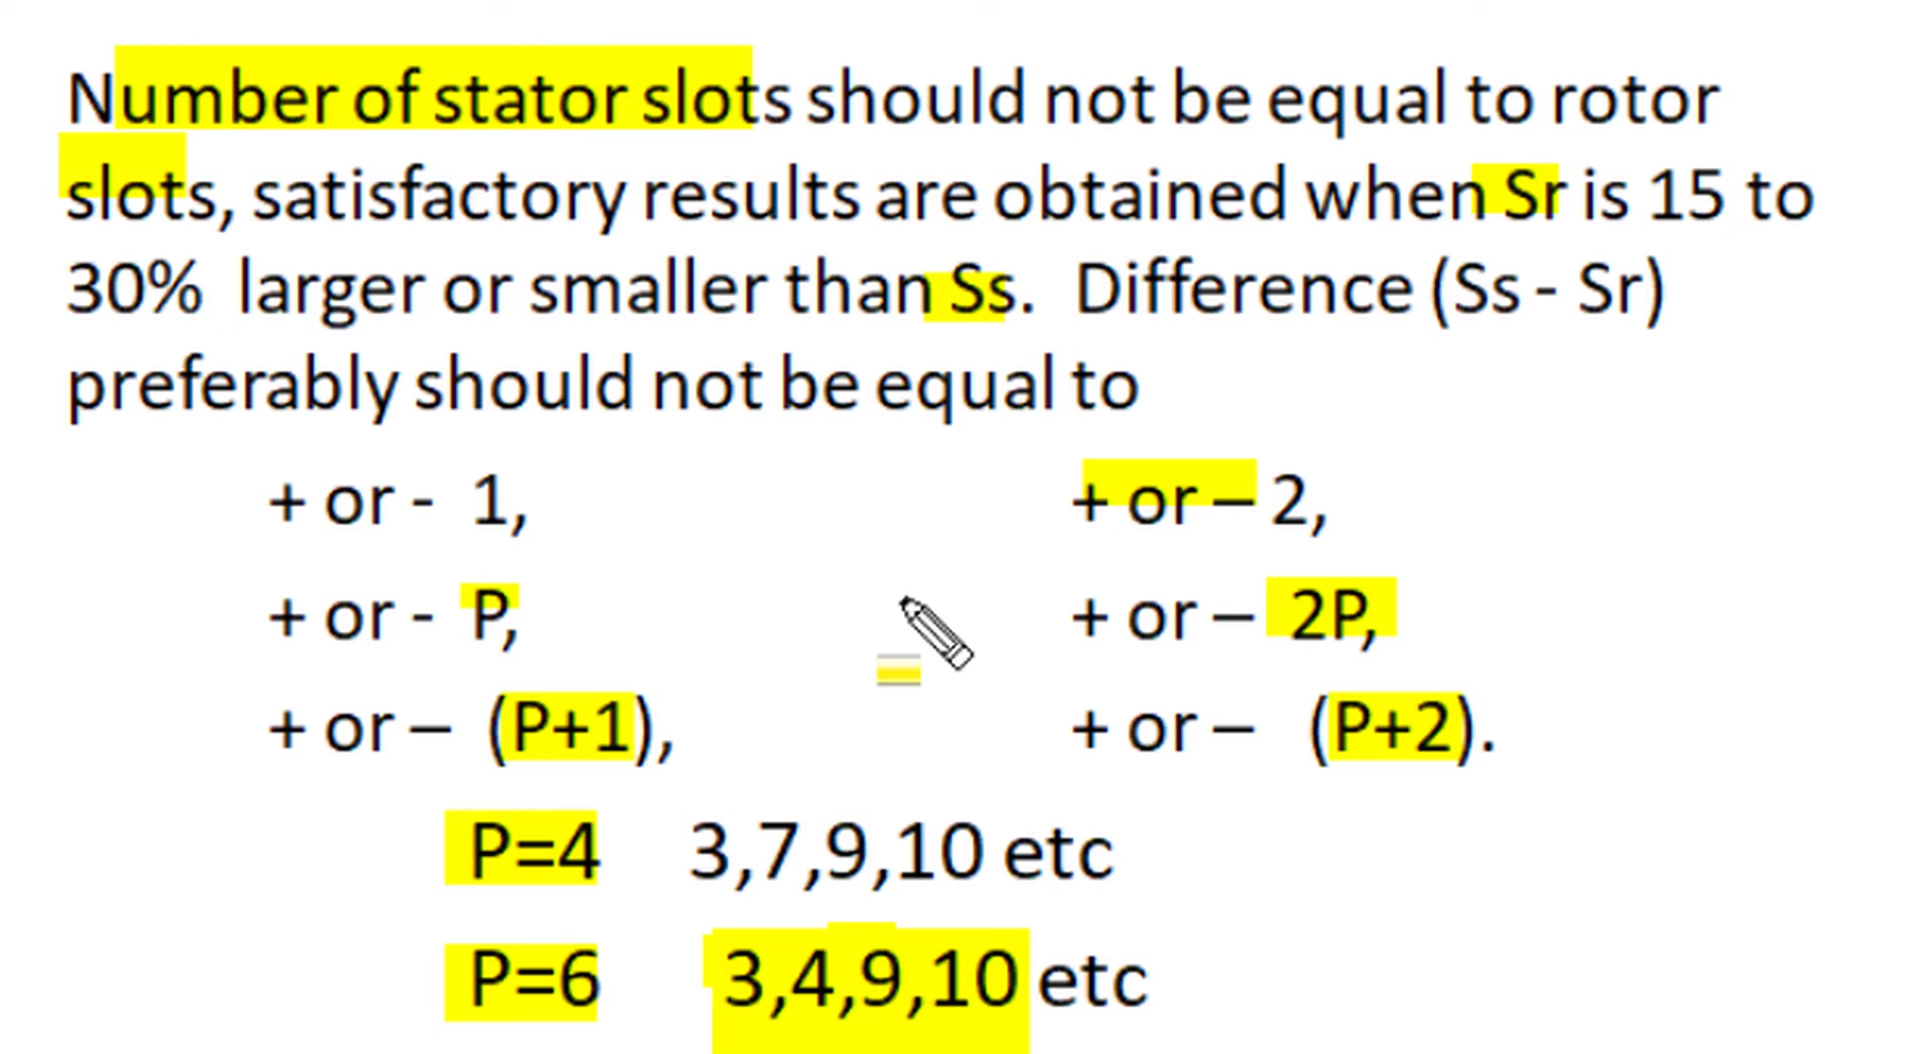 Number of stator slots should not be equal to rotor
slots, satisfactory results are obtained when Sr is 15 to
30% larger or smaller than Ss. Difference (Ss - Sr)
preferably should not be equal to
+ or - 1, + or – 2,
+ or - P, + or – 2P,
+ or – (P+1), + or – (P+2).
P=4 3,7,9,10 etc
P=6 3,4,9,10 etc